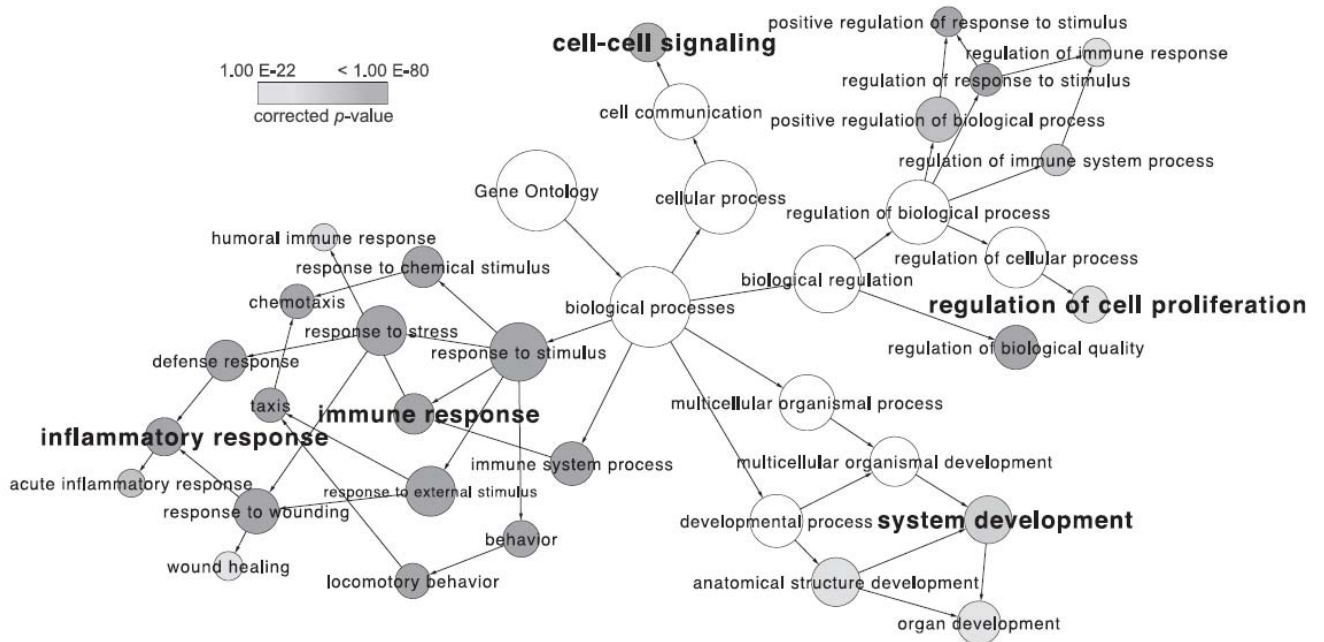 positive regulation of response to stimulus
cell-cell signaling
regulation of immune response
1.00 E-22 < 1.00 E-80
regulation of response to stimulus
corrected p-value
cell communication
positive regulation of biological process
regulation of immune system process
Gene Ontology
cellular process
regulation of biological process
humoral immune response
response to chemical stimulus
regulation of cellular process
biological regulation
chemotaxis
biological processes
regulation of cell proliferation
response to stress
response to stimulus
regulation of biological quality
defense response
taxis
immune response
multicellular organismal process
inflammatory response
immune system process
multicellular organismal development
acute inflammatory response
response to external stimulus
response to wounding
developmental process
system development
behavior
wound healing
locomotory behavior
anatomical structure development
organ development